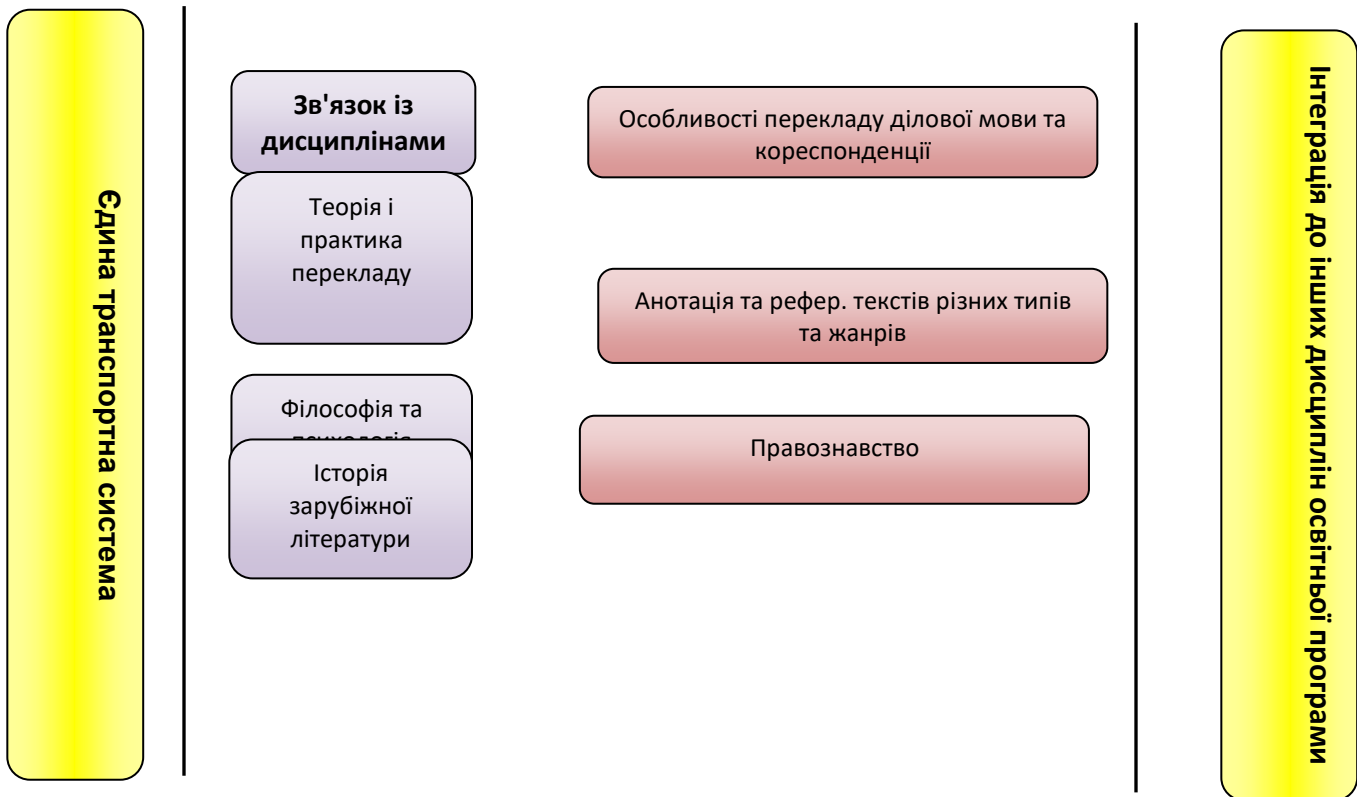 Єдина транспортна система
Зв'язок із
дисциплінами
Теорія і
практика
перекладу
Філософія та
Історія
зарубіжної
літератури
Особливості перекладу ділової мови та
кореспонденції
Анотація та рефер. текстів різних типів
та жанрів
Правознавство
Інтеграція до інших дисциплін освітньої програми